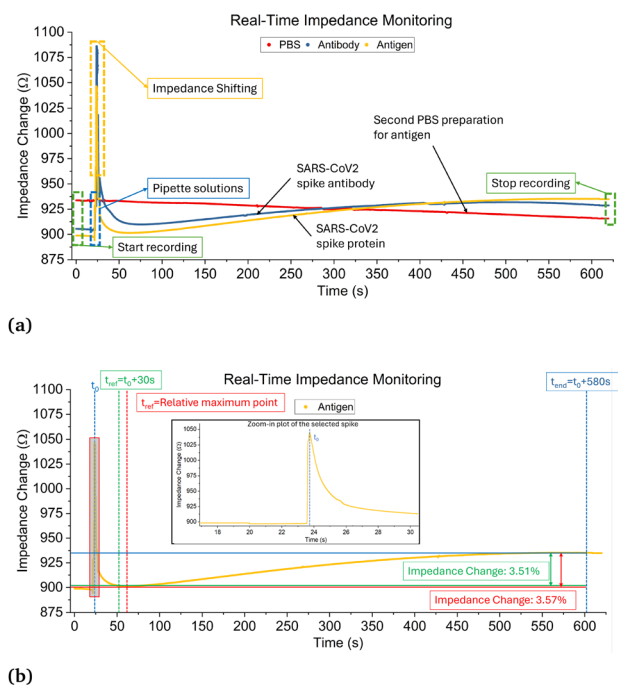 Real-Time Impedance Monitoring
PBS Antibody Antigen
Impedance Change (Ω)
1100
1075
1050
1025
1000
975
950
925
900
875
Impedance Shifting
Second PBS preparation
for antigen
SARS-CoV2
spike antibody
Pipette solutions
Stop recording
Start recording
SARS-CoV2
spike protein
0 50 100 150 200 250 300 350 400 450 500 550 600
Time (s)
(a)
t0
tref=t0+30s
tend=t0+580s
Real-Time Impedance Monitoring
tref=Relative maximum point
Antigen
Impedance Change (Ω)
1100
1075
1050
1025
1000
975
950
925
900
875
Zoom-in plot of the selected spike
Impedance Change (Ω)
1050
1025
1000
975
950
925
900
t0
18 20 22 24 26 28 30
Time (s)
Impedance Change: 3.51%
Impedance Change: 3.57%
0 50 100 150 200 250 300 350 400 450 500 550 600
Time (s)
(b)